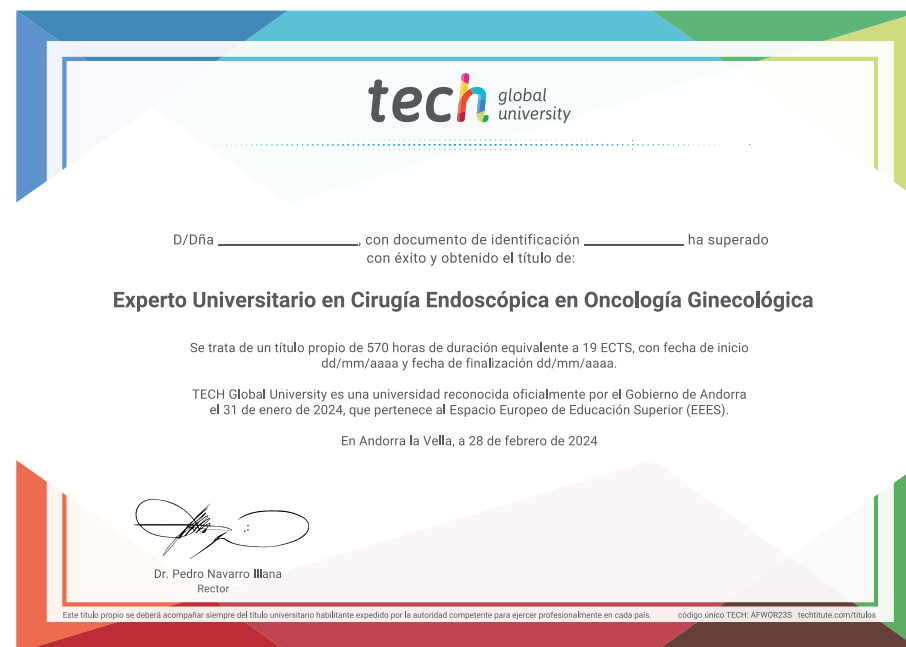 tech global university
D/Dña ______________, con documento de identificación __________ ha superado
con éxito y obtenido el título de:
Experto Universitario en Cirugía Endoscópica en Oncología Ginecológica
Se trata de un título propio de 570 horas de duración equivalente a 19 ECTS, con fecha de inicio
dd/mm/aaaa y fecha de finalización dd/mm/aaaa.
TECH Global University es una universidad reconocida oficialmente por el Gobierno de Andorra
el 31 de enero de 2024, que pertenece al Espacio Europeo de Educación Superior (EEES).
En Andorra la Vella, a 28 de febrero de 2024
Dr. Pedro Navarro Illana
Rector
Este título propio se deberá acompañar siempre del título universitario habilitante expedido por la autoridad competente para ejercer profesionalmente en cada país. código único TECH: AFWOR23S techtitute.com/titulos